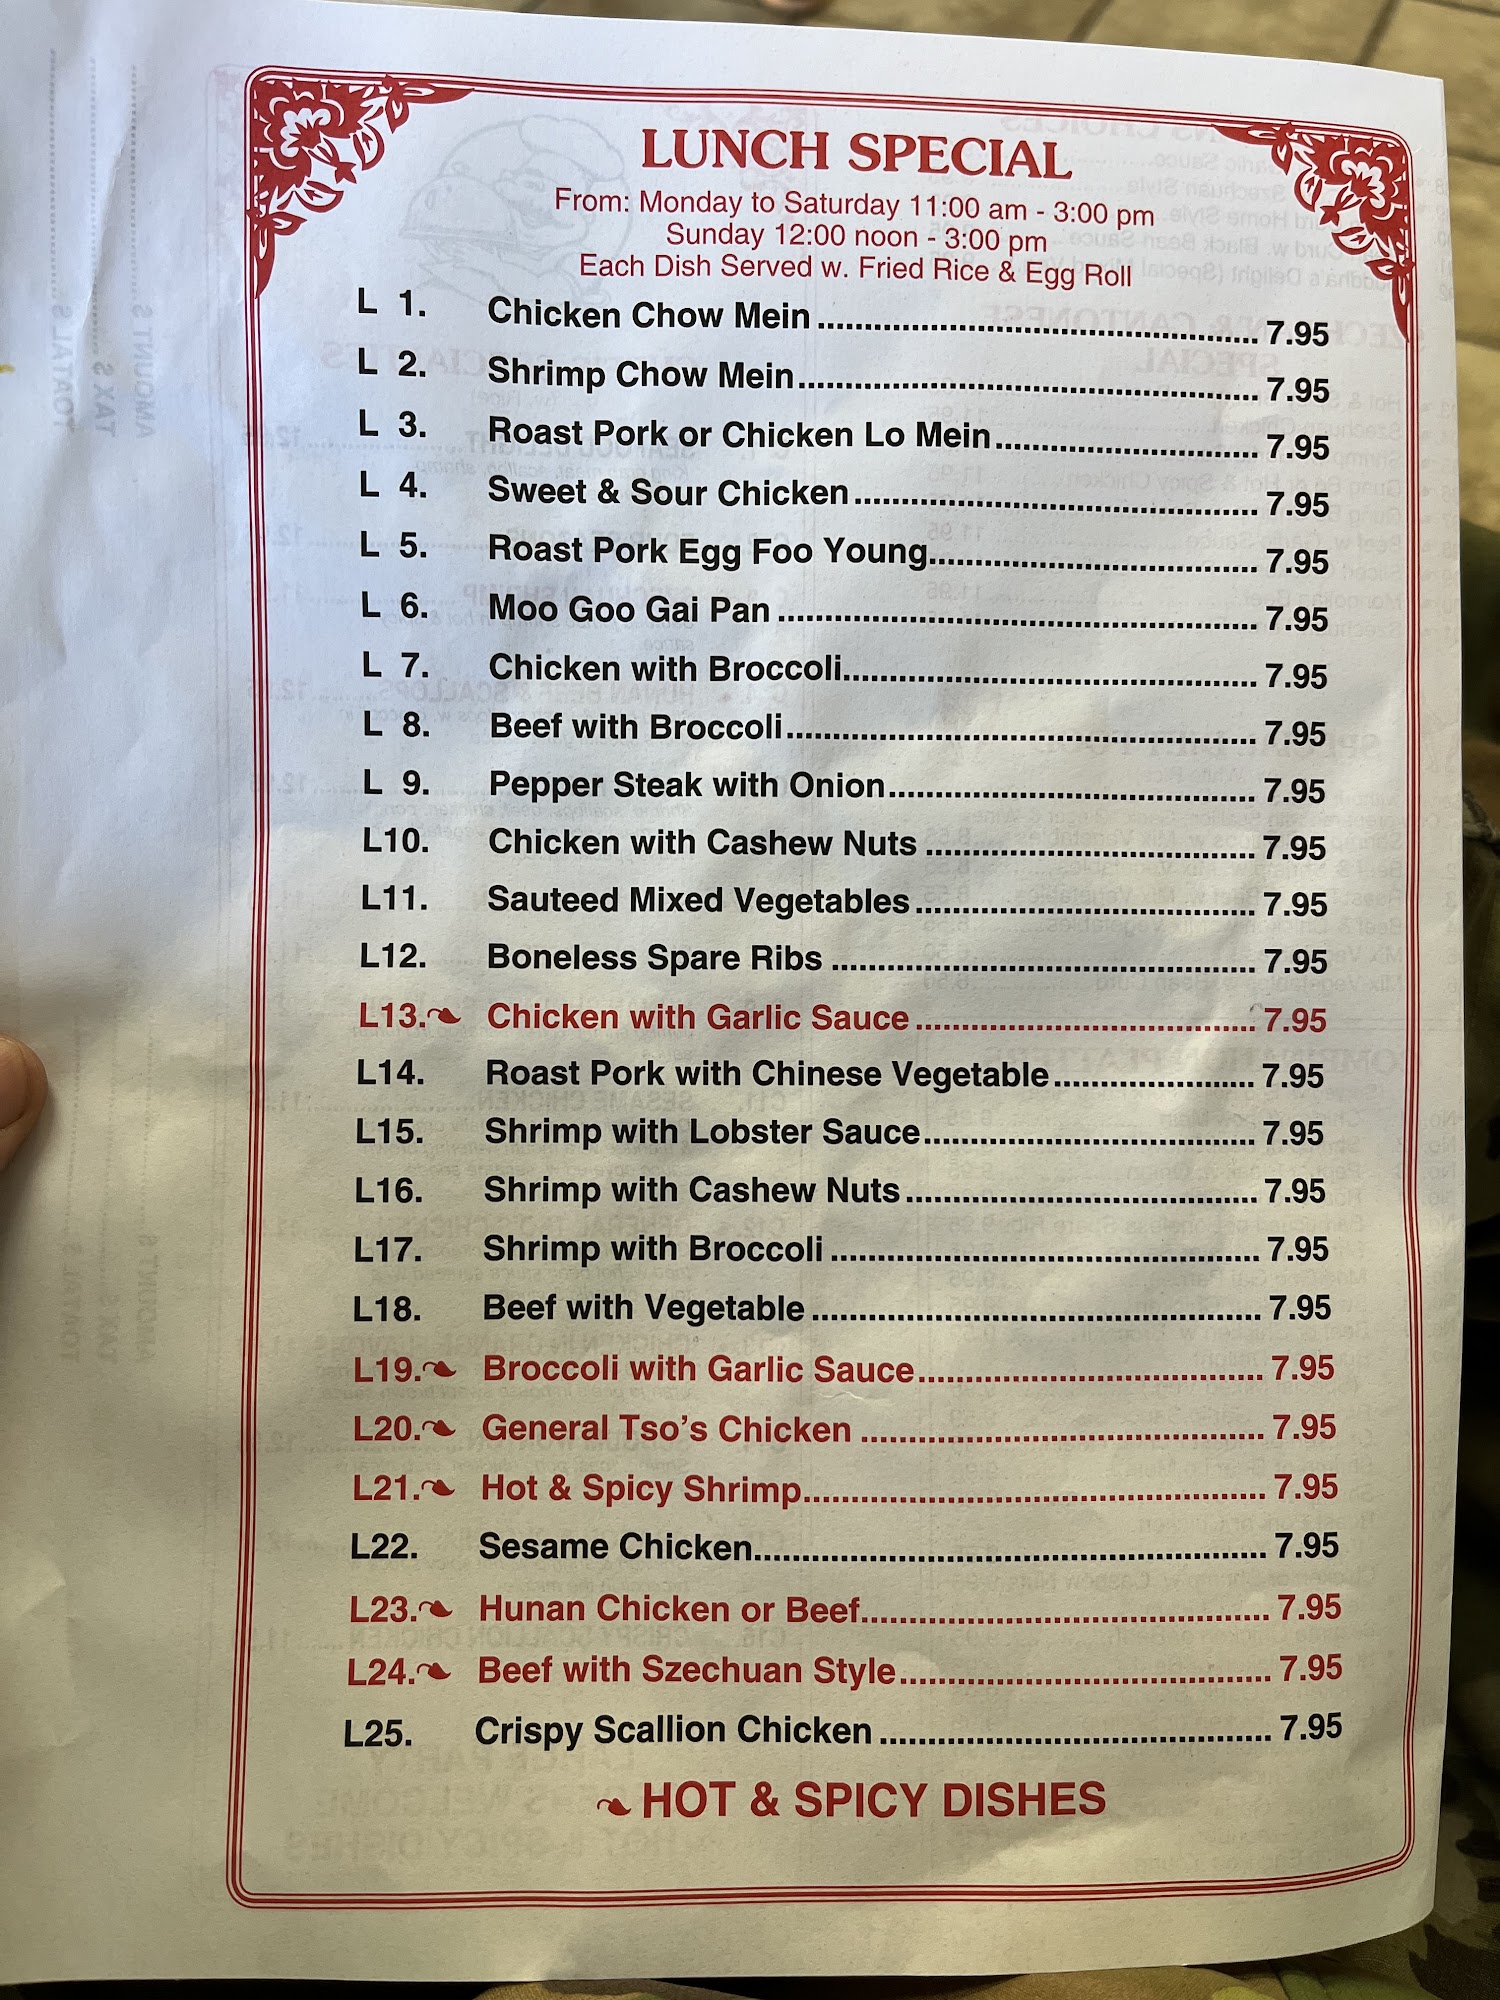 LUNCH SPECIAL
From: Monday to Saturday 11:00 am - 3:00 pm
Sunday 12:00 noon - 3:00 pm
Each Dish Served w. Fried Rice & Egg Roll
L 1. Chicken Chow Mein 7.95
L 2. Shrimp Chow Mein 7.95
L 3. Roast Pork or Chicken Lo Mein 7.95
L 4. Sweet & Sour Chicken 7.95
L 5. Roast Pork Egg Foo Young 7.95
L 6. Moo Goo Gai Pan 7.95
L 7. Chicken with Broccoli 7.95
L 8. Beef with Broccoli 7.95
L 9. Pepper Steak with Onion 7.95
L10. Chicken with Cashew Nuts 7.95
L11. Sauteed Mixed Vegetables 7.95
L12. Boneless Spare Ribs 7.95
L13. Chicken with Garlic Sauce 7.95
L14. Roast Pork with Chinese Vegetable 7.95
L15. Shrimp with Lobster Sauce 7.95
L16. Shrimp with Cashew Nuts 7.95
L17. Shrimp with Broccoli 7.95
L18. Beef with Vegetable 7.95
L19. Broccoli with Garlic Sauce 7.95
L20. General Tso's Chicken 7.95
L21. Hot & Spicy Shrimp 7.95
L22. Sesame Chicken 7.95
L23. Hunan Chicken or Beef 7.95
L24. Beef with Szechuan Style 7.95
L25. Crispy Scallion Chicken 7.95
HOT & SPICY DISHES